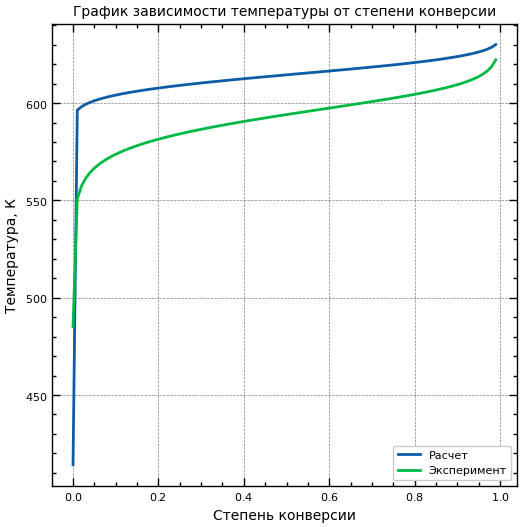 График зависимости температуры от степени конверсии
Температура, К
600
550
500
450
0.0 0.2 0.4 0.6 0.8 1.0
Степень конверсии
Расчет
Эксперимент